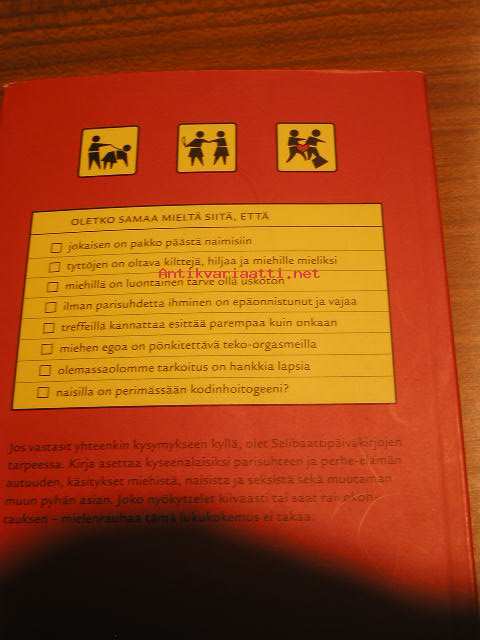 OLETKO SAMAA MIELTÄ SIITÄ, ETTÄ
jokaisen on pakko päästä naimisiin
tyttöjen on oltava kilttejä, hiljaa ja miehille mieliksi
Antikvariaatti.net
miehillä on luontainen tarve olla uskoton
ilman parisuhdetta ihminen on epäonnistunut ja vajaa
treffeillä kannattaa esittää parempaa kuin onkaan
miehen egoa on pönkitettävä teko-orgasmeilla
olemassaolomme tarkoitus on hankkia lapsia
naisilla on perimässään kodinhoitogeeni?
Jos vastasit yhteenkin kysymykseen kyllä, olet Selibaattipäiväkirjojen
tarpeessa. Kirja asettaa kyseenalaisiksi parisuhteen ja perhe-elämän
autuuden, käsitykset miehistä, naisista ja seksistä sekä muutaman
muun pyhän asian. Joko nyökyttelet kiivaasti tai saat raivokoh-
tauksen – mielenrauhaa tämä lukukokemus ei takaa.